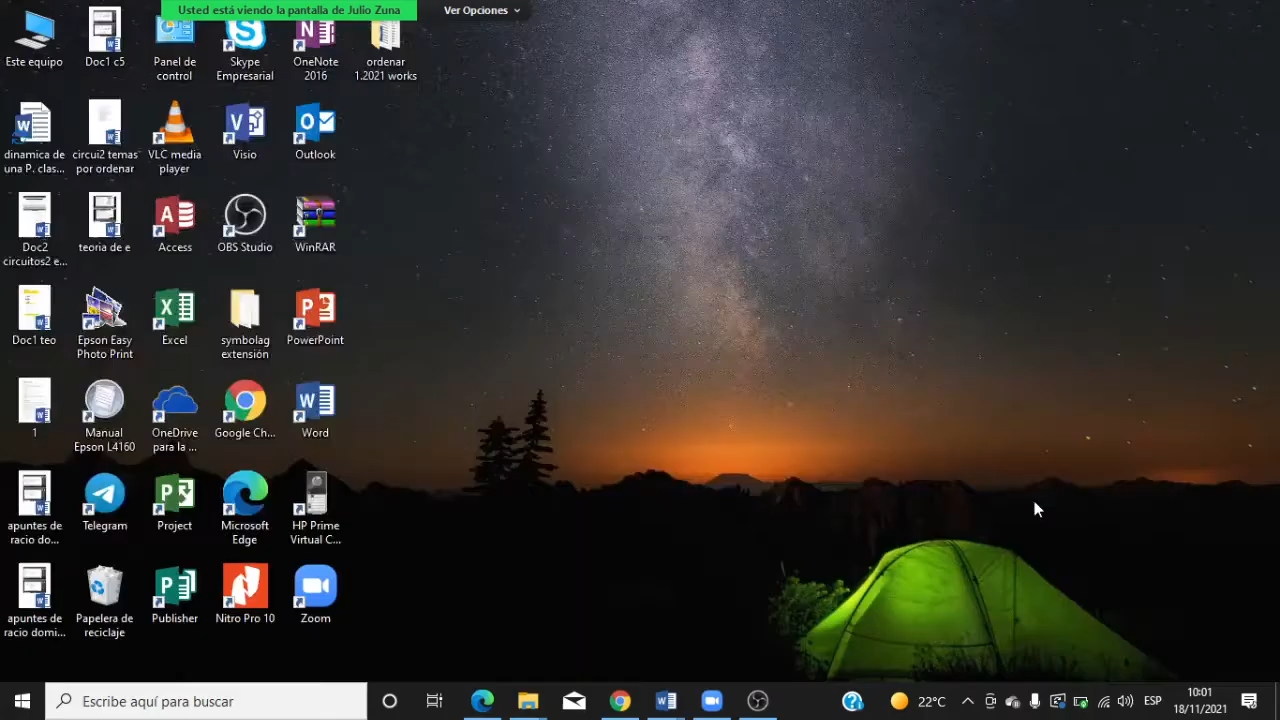 Usted está viendo la pantalla de Julio Zuna
Ver Opciones
Este equipo
Doc1 c5
Panel de
control
Skype
Empresarial
OneNote
2016
ordenar
1.2021 works
dinamica de
una P. clas...
circui2 temas
por ordenar
VLC media
player
Visio
Outlook
Doc2
circuitos2 e...
teoria de e
Access
OBS Studio
WinRAR
Doc1 teo
Epson Easy
Photo Print
Excel
symbolag
extensión
PowerPoint
1
Manual
Epson L4160
OneDrive
para la ...
Google Ch...
Word
apuntes de
racio do...
Telegram
Project
Microsoft
Edge
HP Prime
Virtual C...
apuntes de
racio domi...
Papelera de
reciclaje
Publisher
Nitro Pro 10
Zoom
Escribe aquí para buscar
22°C
ESP
10:01
18/11/2021